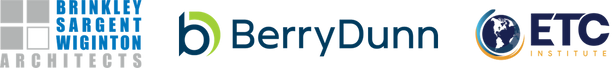 BRINKLEY
SARGENT
WIGINTON
ARCHITECTS
BerryDunn
ETC
INSTITUTE